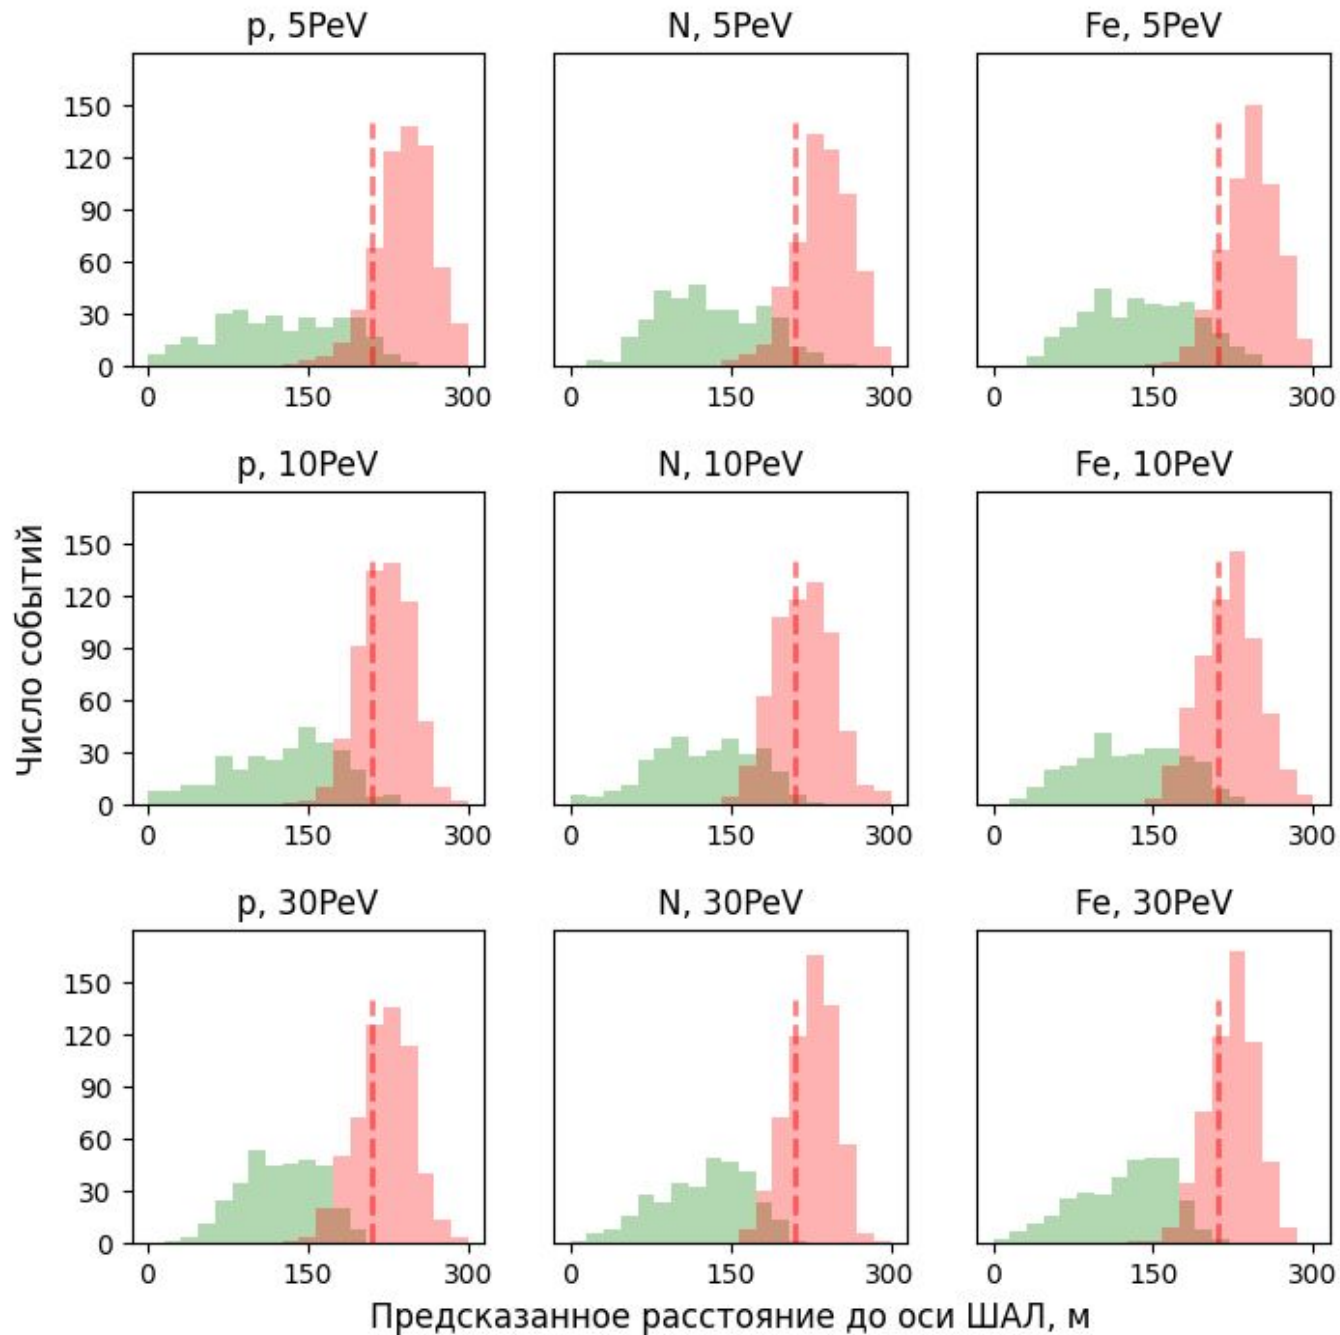 p, 5PeV
N, 5PeV
Fe, 5PeV
150
120
90
60
30
0
0 150 300
0 150 300
0 150 300
p, 10PeV
N, 10PeV
Fe, 10PeV
Число событий
150
120
90
60
30
0
0 150 300
0 150 300
0 150 300
p, 30PeV
N, 30PeV
Fe, 30PeV
150
120
90
60
30
0
0 150 300
0 150 300
0 150 300
Предсказанное расстояние до оси ШАЛ, м